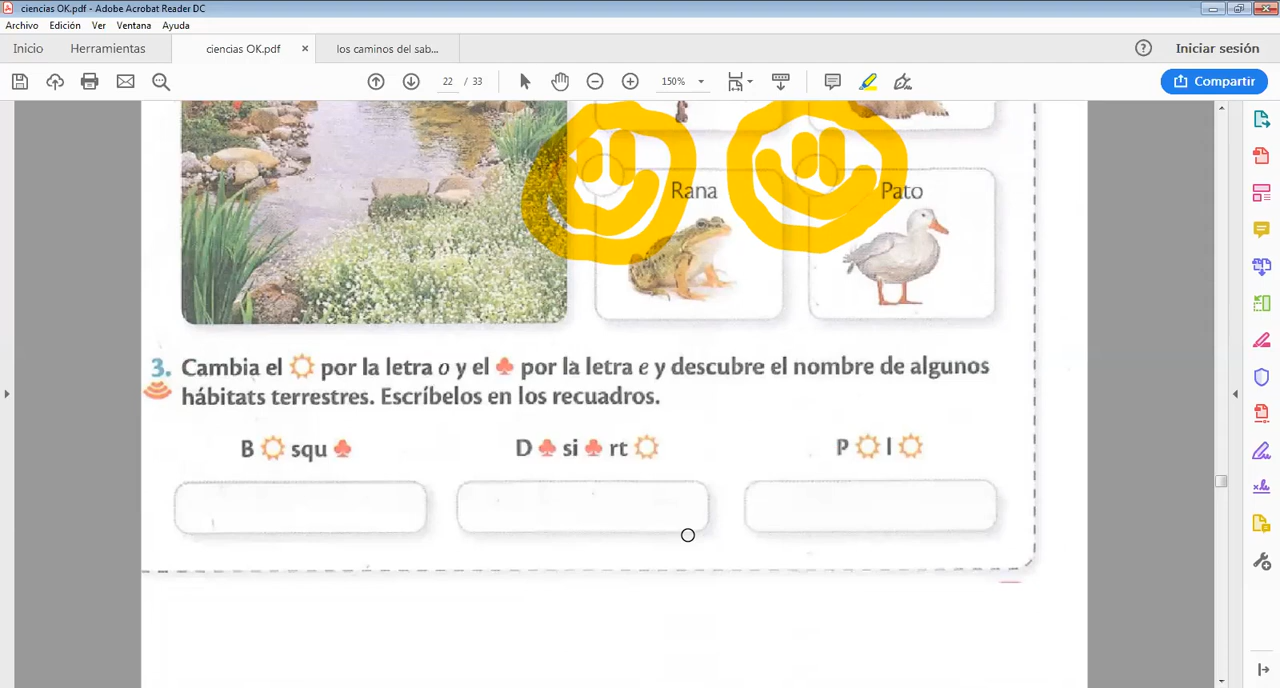 ciencias OK.pdf - Adobe Acrobat Reader DC
Archivo Edición Ver Ventana Ayuda
Inicio Herramientas ciencias OK.pdf × los caminos del sab... ? Iniciar sesión
22 / 33 150% Compartir
Rana Pato
3. Cambia el por la letra o y el por la letra e y descubre el nombre de algunos
hábitats terrestres. Escríbelos en los recuadros.
B squ D si rt P l